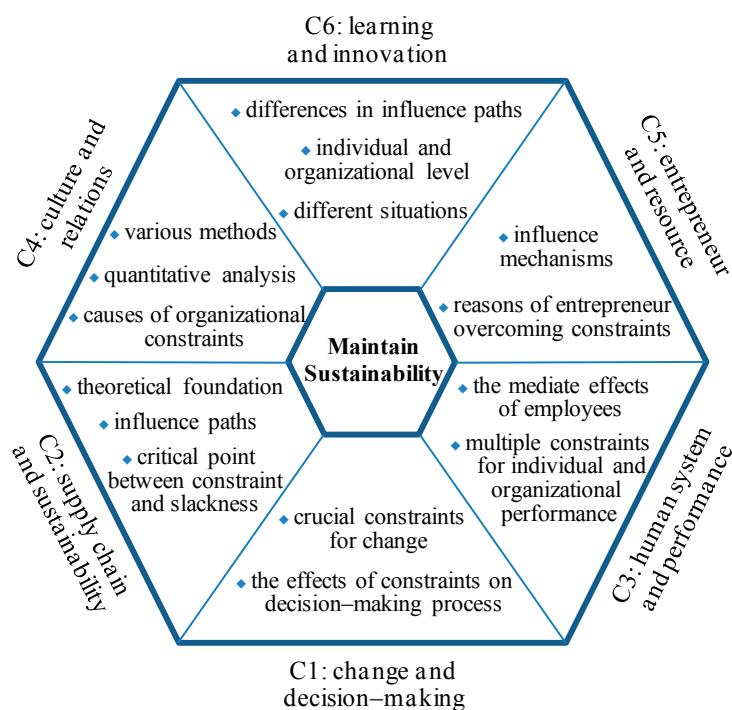 C6: learning
and innovation
◆ differences in influence paths
◆ individual and
organizational level
◆ different situations
C4: culture and
relations
◆ various methods
◆ quantitative analysis
◆ causes of organizational
constraints
C5: entrepreneur
and resource
◆ influence
mechanisms
◆ reasons of entrepreneur
overcoming constraints
Maintain
Sustainability
C2: supply chain
and sustainability
◆ theoretical foundation
◆ influence paths
◆ critical point
between constraint
and slackness
◆ the mediate effects
of employees
◆ multiple constraints
for individual and
organizational
performance
C3: human system
and performance
◆ crucial constraints
for change
◆ the effects of constraints on
decision–making process
C1: change and
decision–making